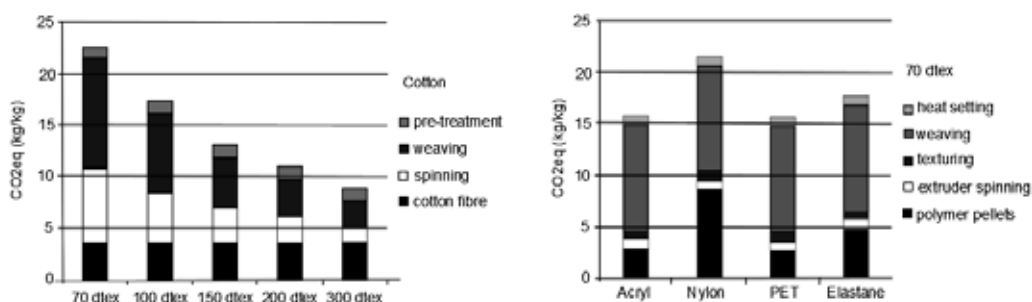 25
20
15
10
5
0
CO2eq (kg/kg)
70 dtex 100 dtex 150 dtex 200 dtex 300 dtex
Cotton
pre-treatment
weaving
spinning
cotton fibre
25
20
15
10
5
0
CO2eq (kg/kg)
Acryl Nylon PET Elastane
70 dtex
heat setting
weaving
texturing
extruder spinning
polymer pellets